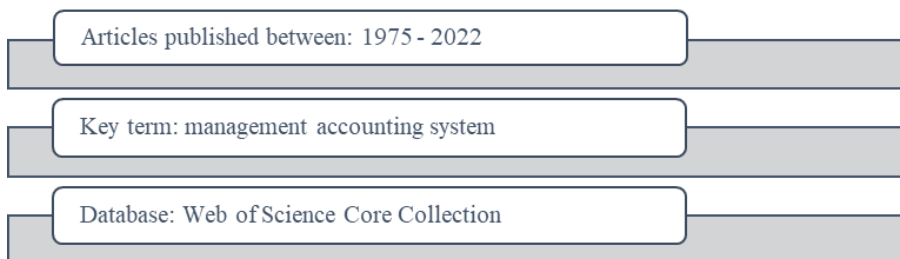 Articles published between: 1975 - 2022
Key term: management accounting system
Database: Web of Science Core Collection